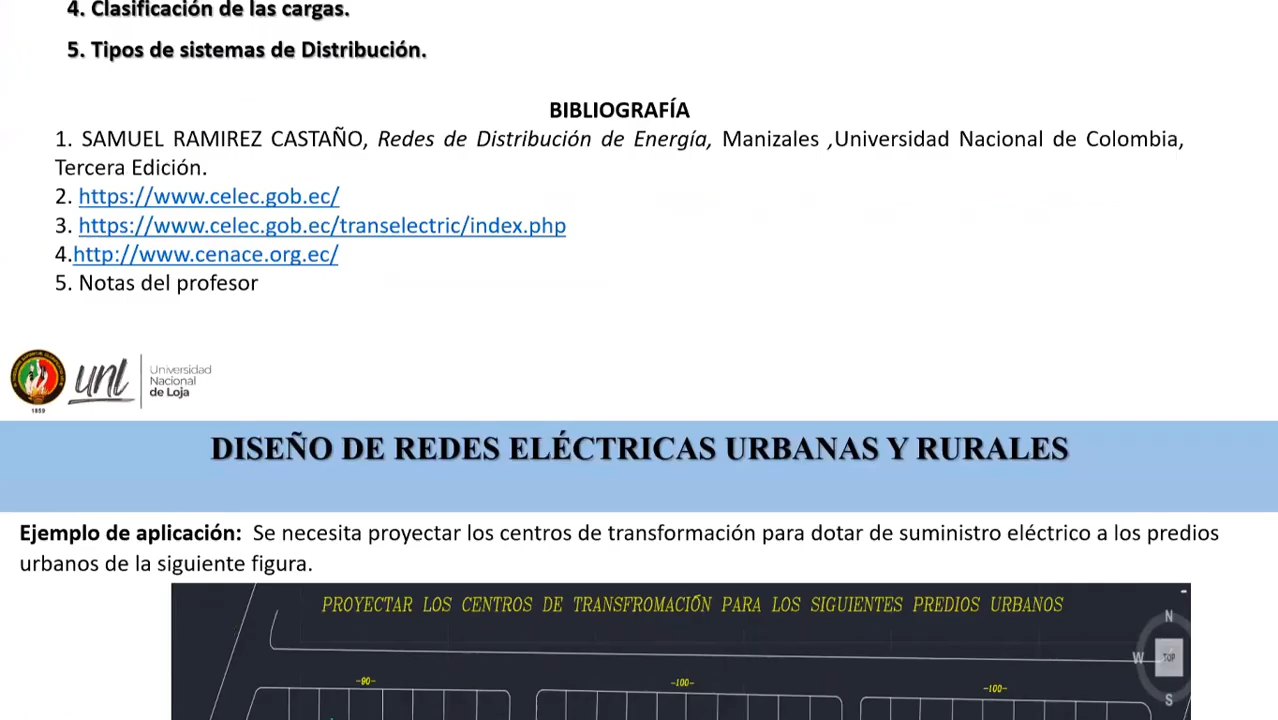 4. Clasificación de las cargas.
5. Tipos de sistemas de Distribución.
BIBLIOGRAFÍA
1. SAMUEL RAMIREZ CASTAÑO, Redes de Distribución de Energía, Manizales ,Universidad Nacional de Colombia,
Tercera Edición.
2. https://www.celec.gob.ec/
3. https://www.celec.gob.ec/transelectric/index.php
4.http://www.cenace.org.ec/
5. Notas del profesor
1859
unl
Universidad
Nacional
de Loja
DISEÑO DE REDES ELÉCTRICAS URBANAS Y RURALES
Ejemplo de aplicación: Se necesita proyectar los centros de transformación para dotar de suministro eléctrico a los predios
urbanos de la siguiente figura.
PROYECTAR LOS CENTROS DE TRANSFROMACIÓN PARA LOS SIGUIENTES PREDIOS URBANOS
N
W TOP
S
-90-
-100-
-100-